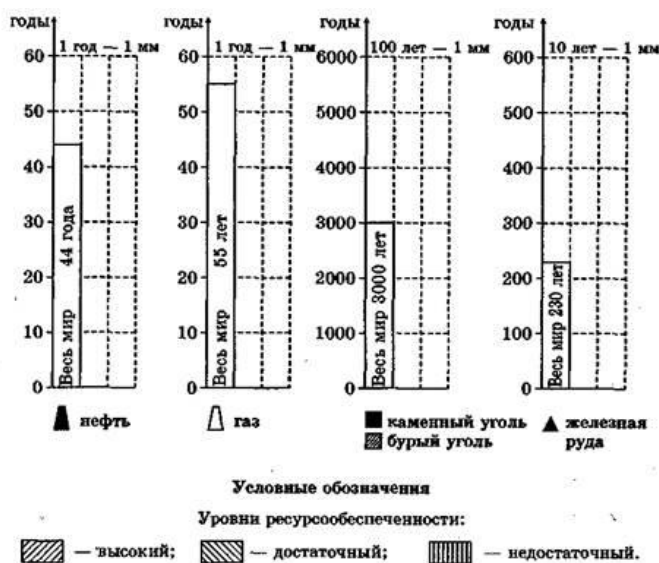 ГОДЫ ГОДЫ ГОДЫ ГОДЫ
1 год — 1 мм 1 год — 1 мм 100 лет — 1 мм 10 лет — 1 мм
60 60 6000 600
50 50 5000 500
40 40 4000 400
30 30 3000 300
20 20 2000 200
10 10 1000 100
0 0 0 0
Весь мир 44 года
Весь мир 55 лет
Весь мир 3000 лет
Весь мир 230 лет
нефть газ каменный уголь железная
бурый уголь руда
Условные обозначения
Уровни ресурсообеспеченности:
— высокий; — достаточный; — недостаточный.